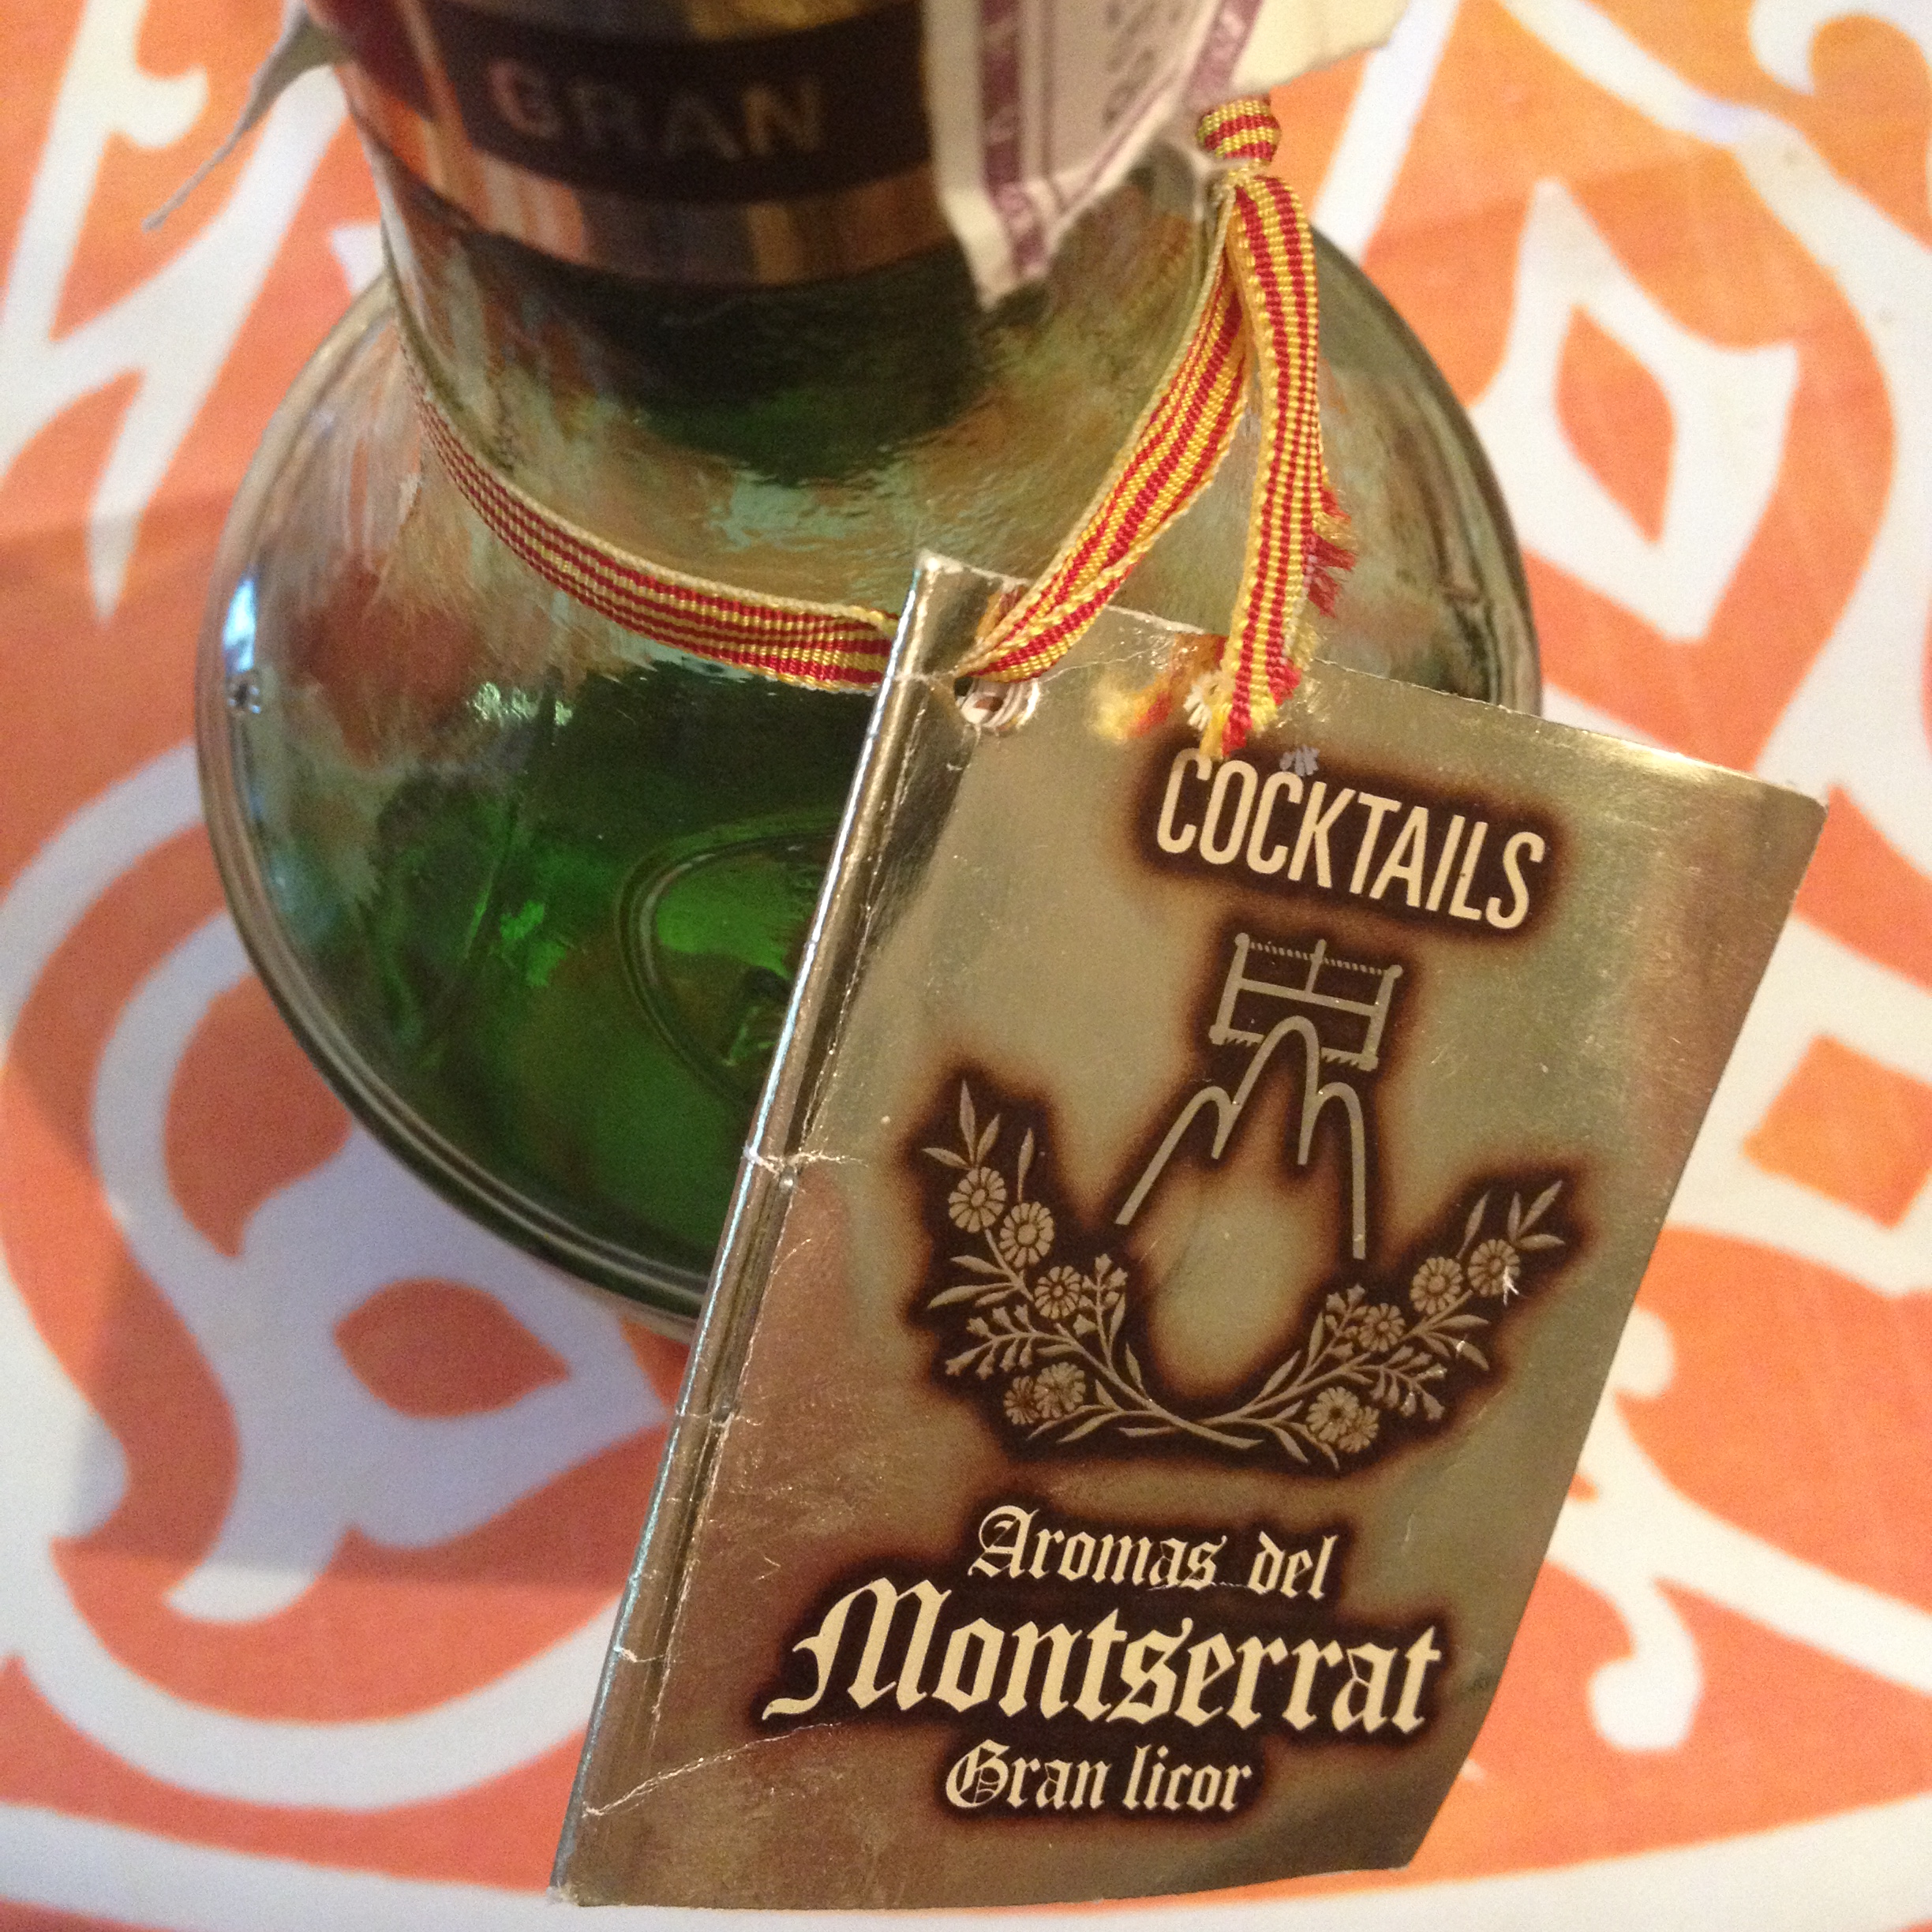 GRAN
COCKTAILS
Aromas del
Montserrat
Gran licor